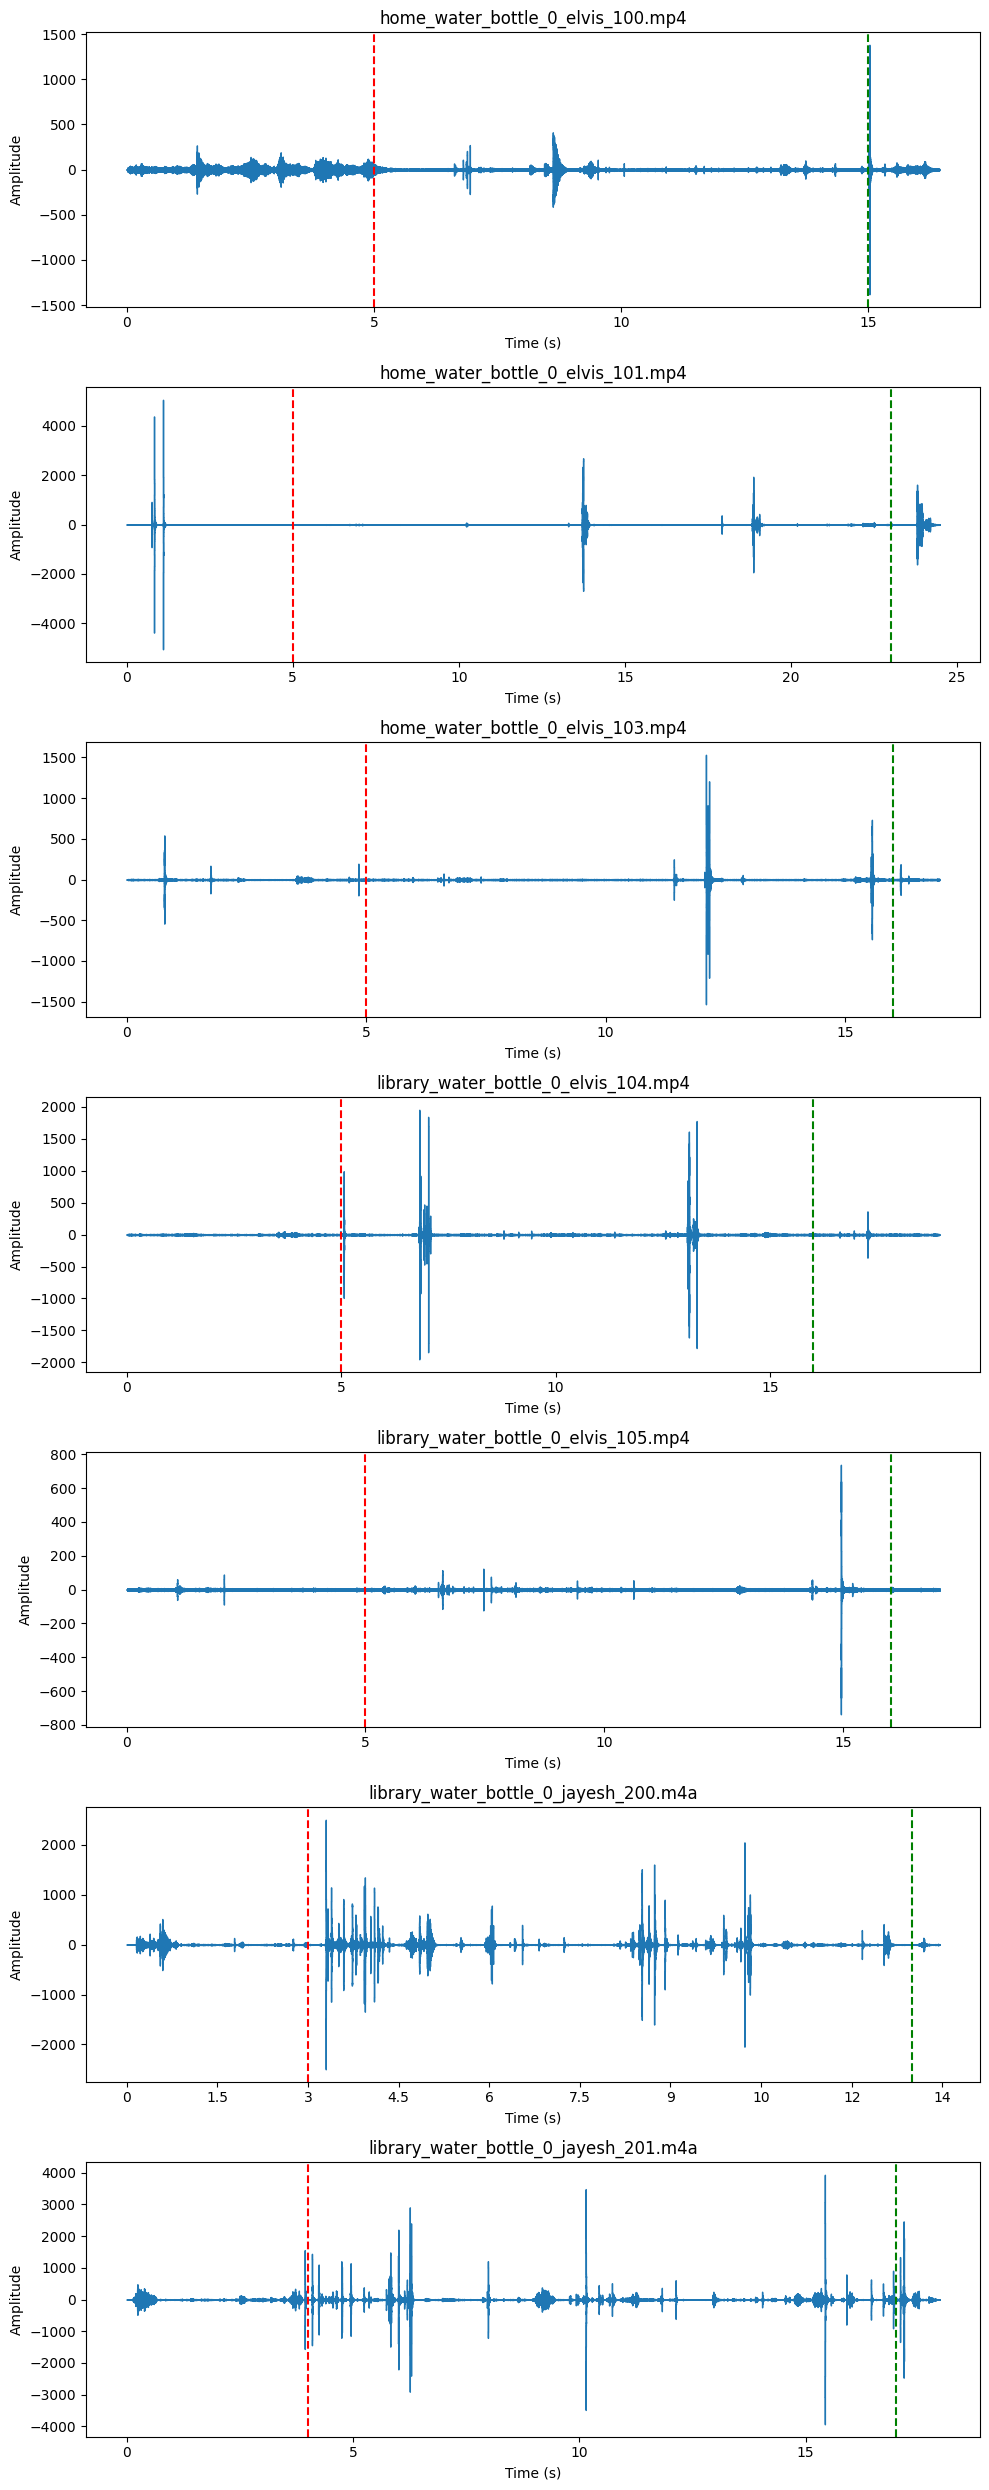 home_water_bottle_0_elvis_100.mp4
1500
1000
500
0
−500
−1000
−1500
Amplitude
0 5 10 15
Time (s)
home_water_bottle_0_elvis_101.mp4
4000
2000
0
−2000
−4000
Amplitude
0 5 10 15 20 25
Time (s)
home_water_bottle_0_elvis_103.mp4
1500
1000
500
0
−500
−1000
−1500
Amplitude
0 5 10 15
Time (s)
library_water_bottle_0_elvis_104.mp4
2000
1500
1000
500
0
−500
−1000
−1500
−2000
Amplitude
0 5 10 15
Time (s)
library_water_bottle_0_elvis_105.mp4
800
600
400
200
0
−200
−400
−600
−800
Amplitude
0 5 10 15
Time (s)
library_water_bottle_0_jayesh_200.m4a
2000
1000
0
−1000
−2000
Amplitude
0 1.5 3 4.5 6 7.5 9 10 12 14
Time (s)
library_water_bottle_0_jayesh_201.m4a
4000
3000
2000
1000
0
−1000
−2000
−3000
−4000
Amplitude
0 5 10 15
Time (s)